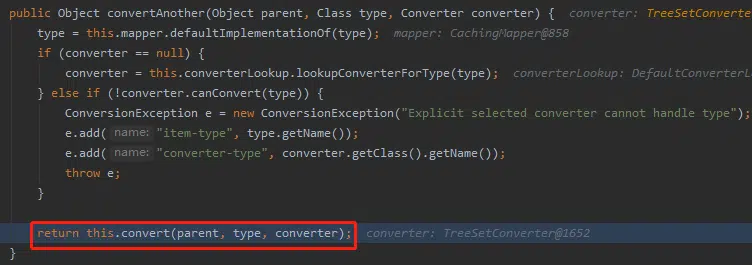 public Object convertAnother(Object parent, Class type, Converter converter) { converter: TreeSetConverte
type = this.mapper.defaultImplementationOf(type); mapper: CachingMapper@858
if (converter == null) {
converter = this.converterLookup.lookupConverterForType(type); converterLookup: DefaultConverterL
} else if (!converter.canConvert(type)) {
ConversionException e = new ConversionException("Explicit selected converter cannot handle type");
e.add( name: "item-type", type.getName());
e.add( name: "converter-type", converter.getClass().getName());
throw e;
}
return this.convert(parent, type, converter); converter: TreeSetConverter@1652
}